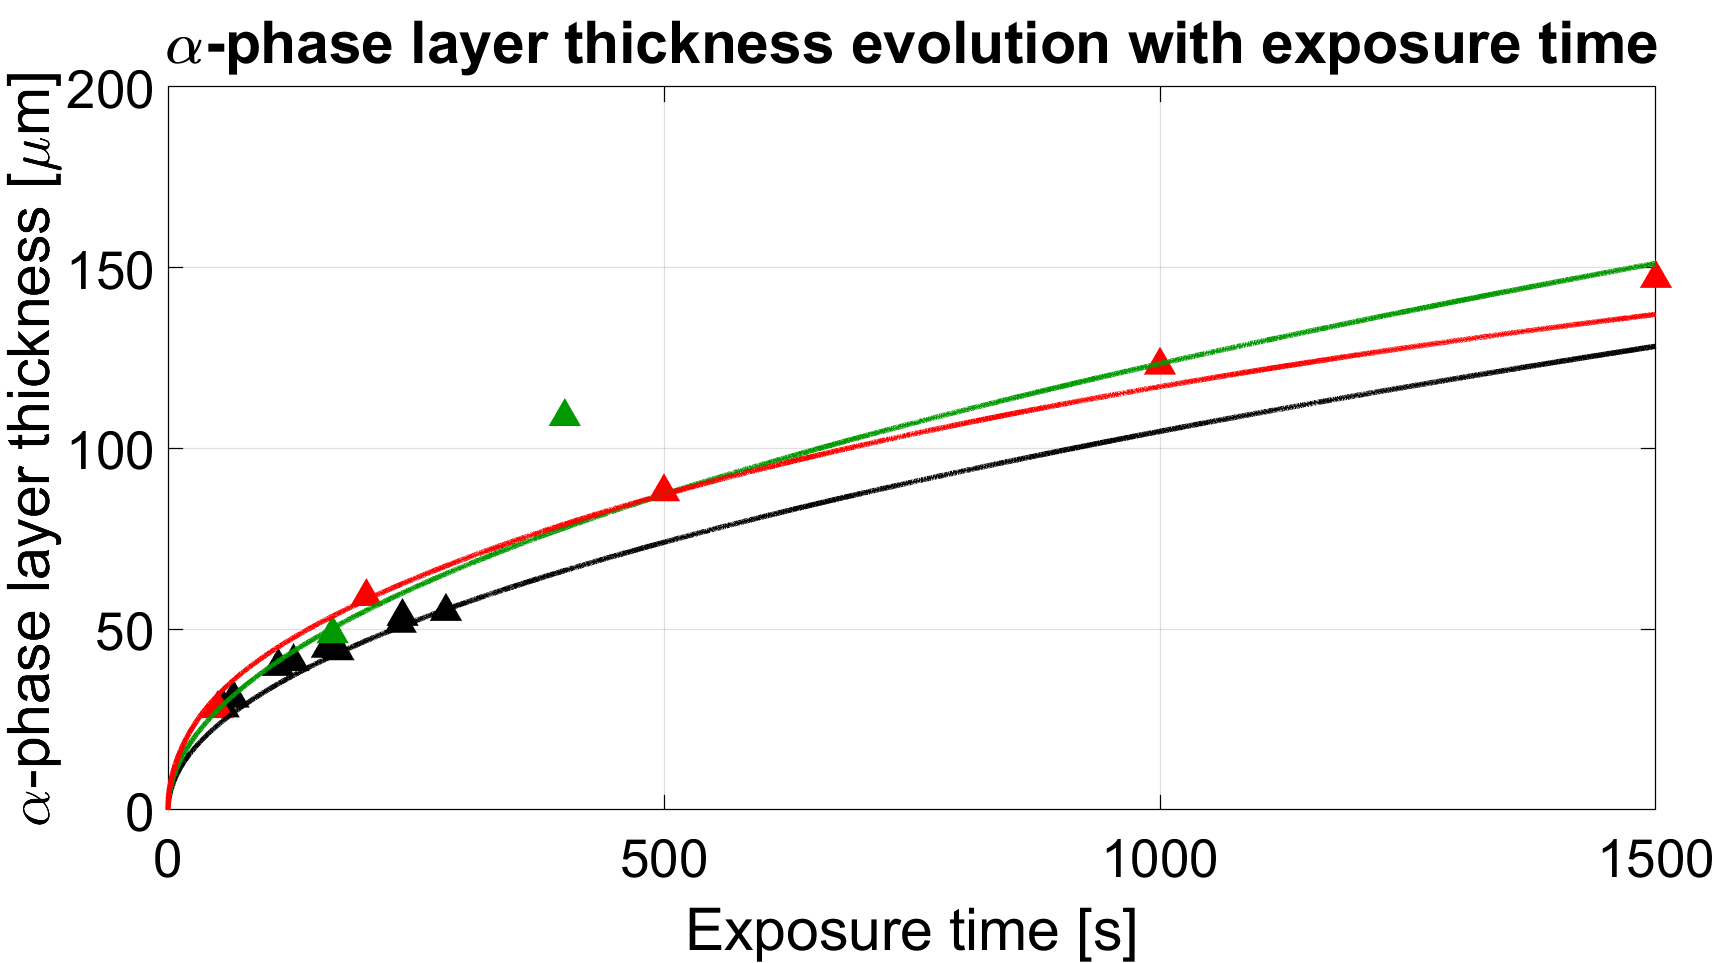 α-phase layer thickness evolution with exposure time
α-phase layer thickness [μm]
200
150
100
50
0
0 500 1000 1500
Exposure time [s]